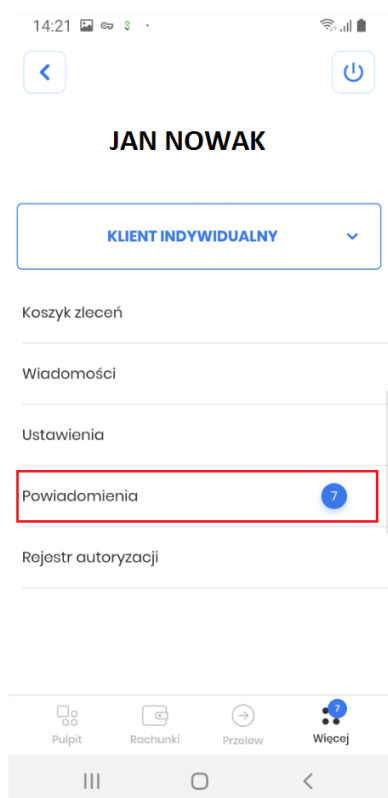 14:21
JAN NOWAK
KLIENT INDYWIDUALNY
Koszyk zleceń
Wiadomości
Ustawienia
Powiadomienia 7
Rejestr autoryzacji
7
Pulpit Rachunki Przelew Więcej